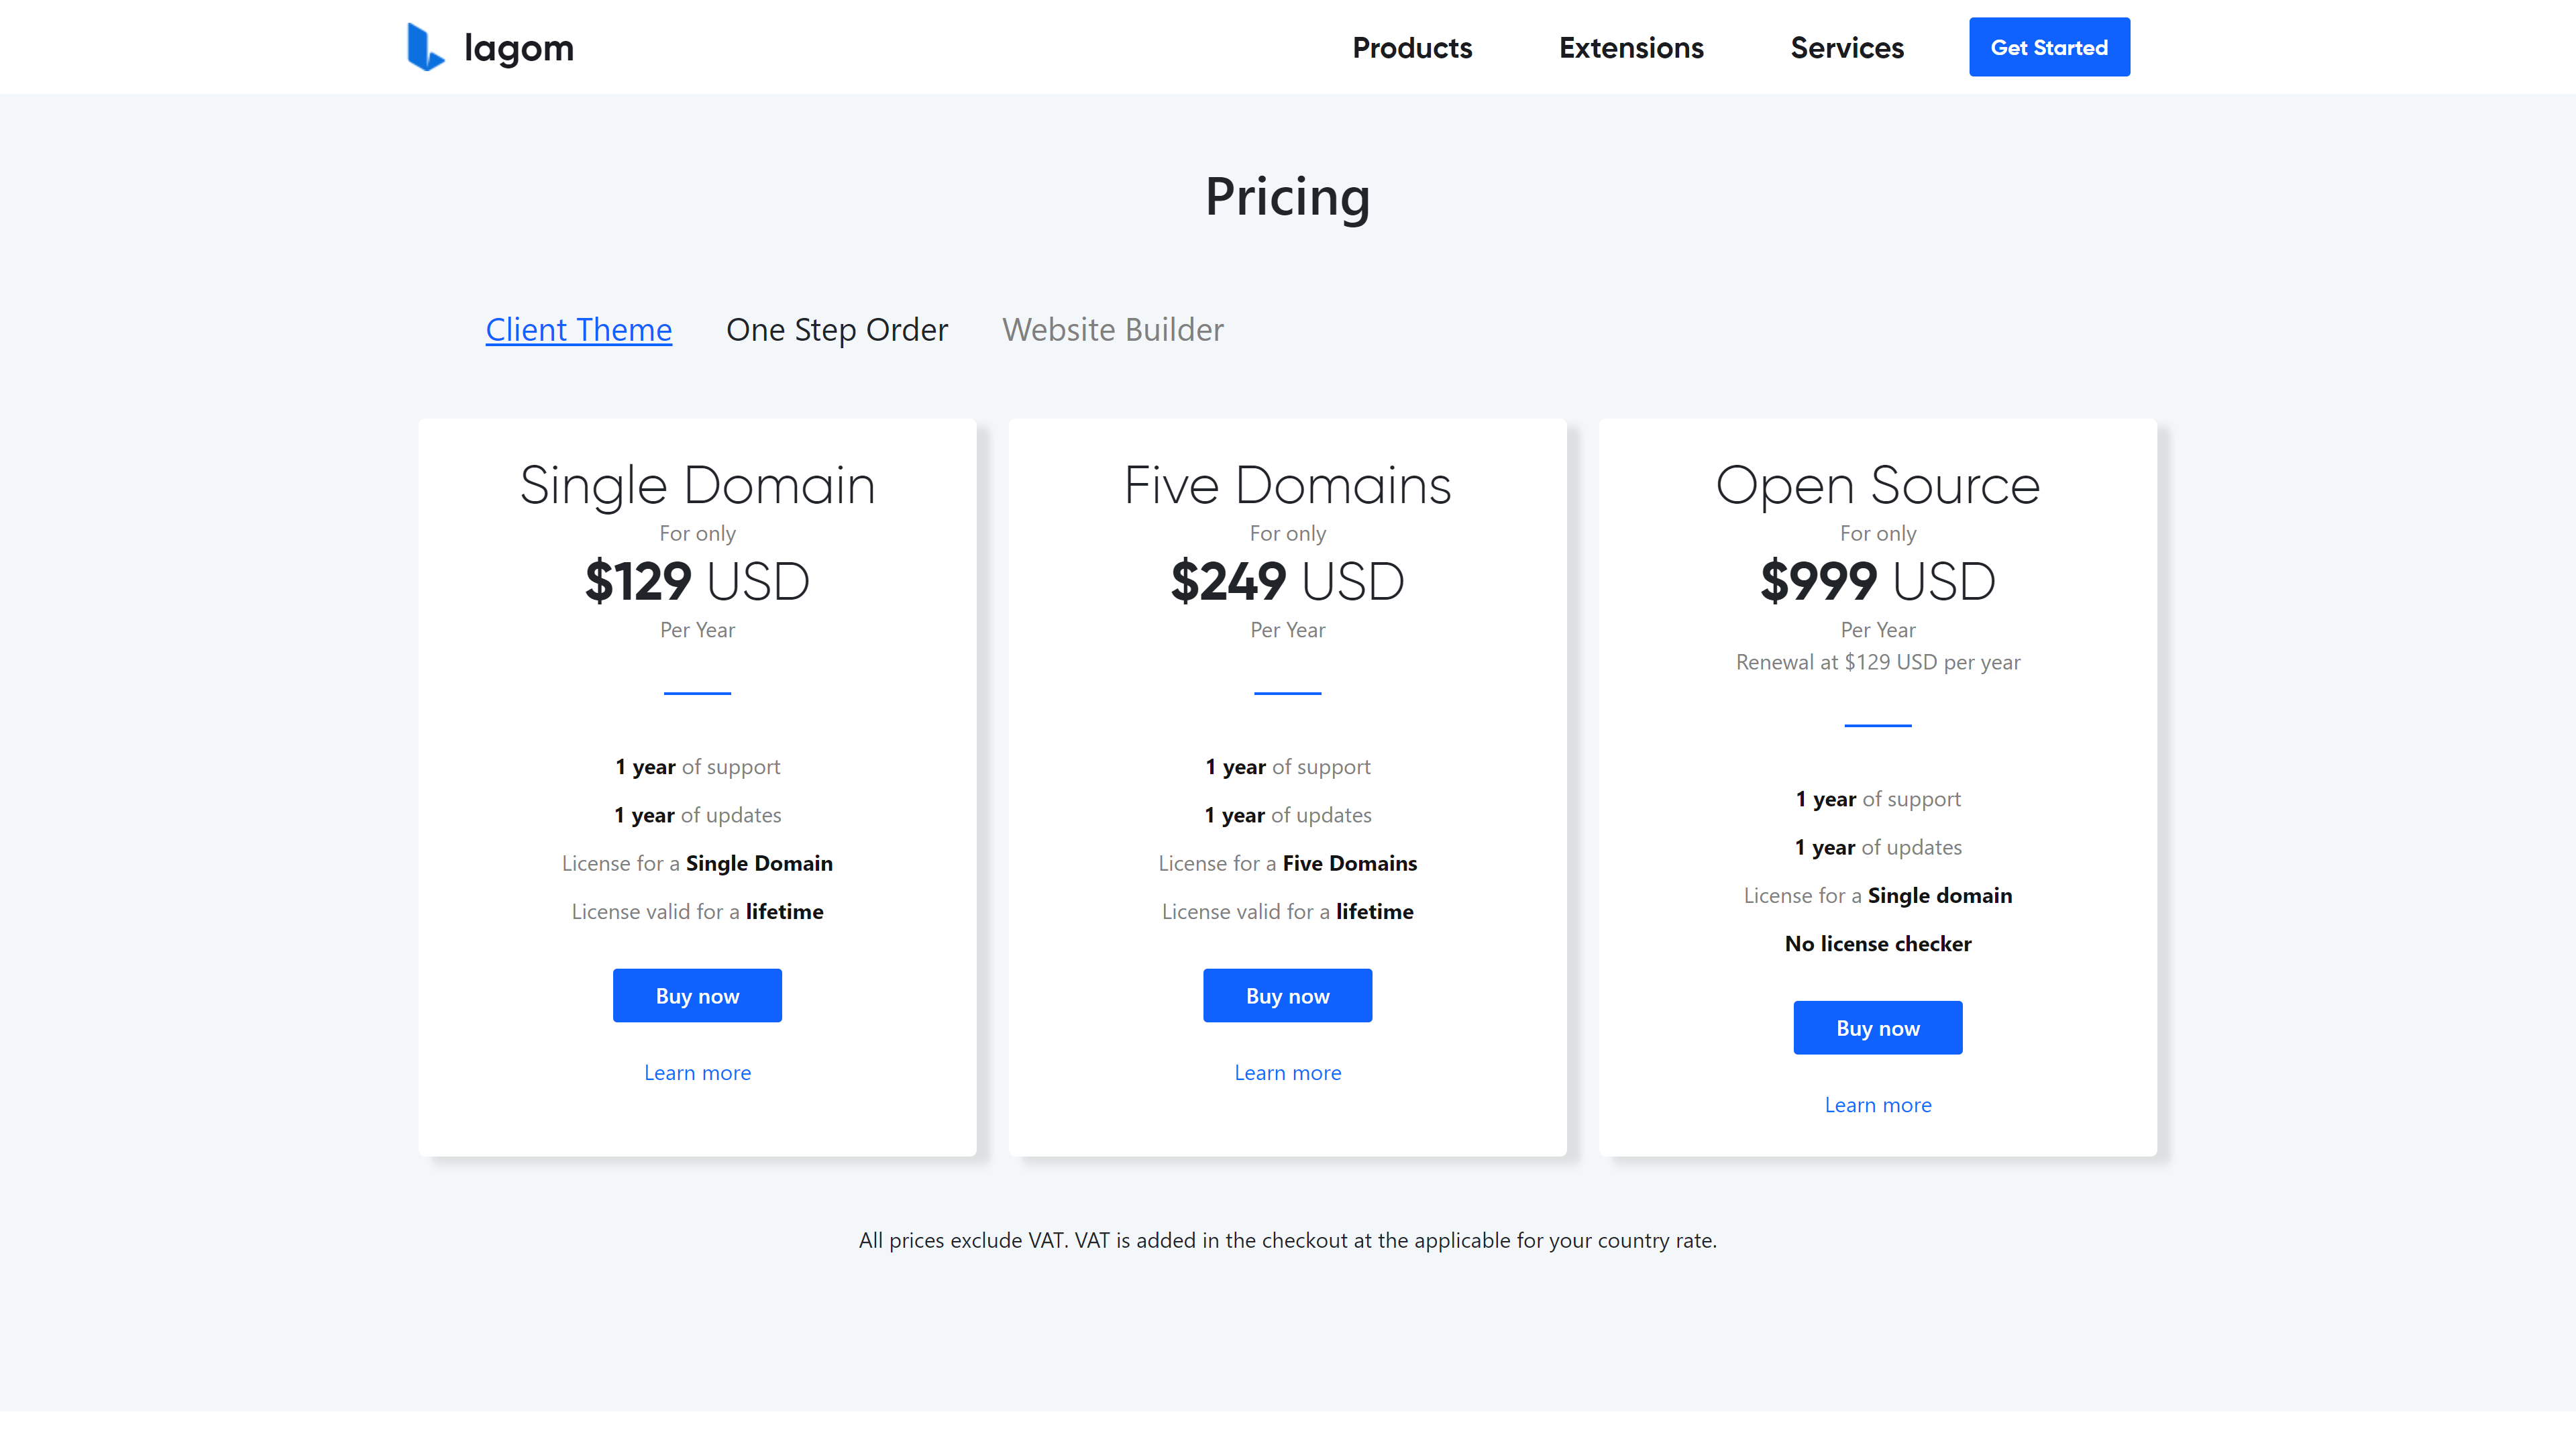 lagom
Products
Extensions
Services
Get Started
Pricing
Client Theme
One Step Order
Website Builder
Single Domain
For only
$129 USD
Per Year
1 year of support
1 year of updates
License for a Single Domain
License valid for a lifetime
Buy now
Learn more
Five Domains
For only
$249 USD
Per Year
1 year of support
1 year of updates
License for a Five Domains
License valid for a lifetime
Buy now
Learn more
Open Source
For only
$999 USD
Per Year
Renewal at $129 USD per year
1 year of support
1 year of updates
License for a Single domain
No license checker
Buy now
Learn more
All prices exclude VAT. VAT is added in the checkout at the applicable for your country rate.